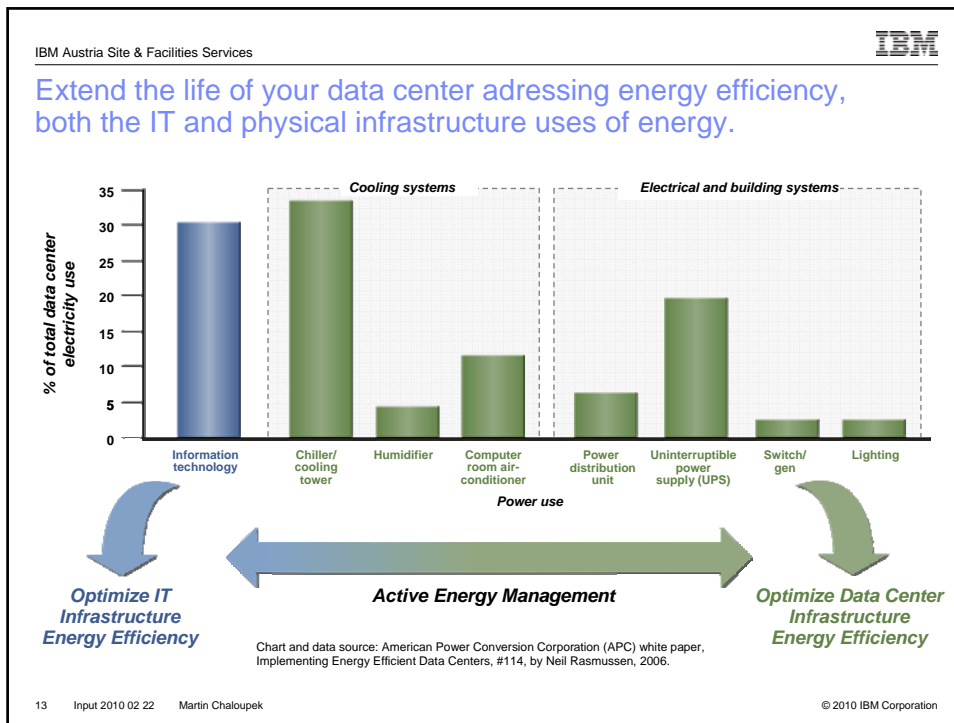 IBM Austria Site & Facilities Services
IBM
Extend the life of your data center adressing energy efficiency,
both the IT and physical infrastructure uses of energy.
% of total data center
electricity use
35
30
25
20
15
10
5
0
Cooling systems
Electrical and building systems
Information
technology
Chiller/
cooling
tower
Humidifier
Computer
room air-
conditioner
Power
distribution
unit
Uninterruptible
power
supply (UPS)
Switch/
gen
Lighting
Power use
Optimize IT
Infrastructure
Energy Efficiency
Active Energy Management
Optimize Data Center
Infrastructure
Energy Efficiency
Chart and data source: American Power Conversion Corporation (APC) white paper,
Implementing Energy Efficient Data Centers, #114, by Neil Rasmussen, 2006.
13 Input 2010 02 22 Martin Chaloupek © 2010 IBM Corporation